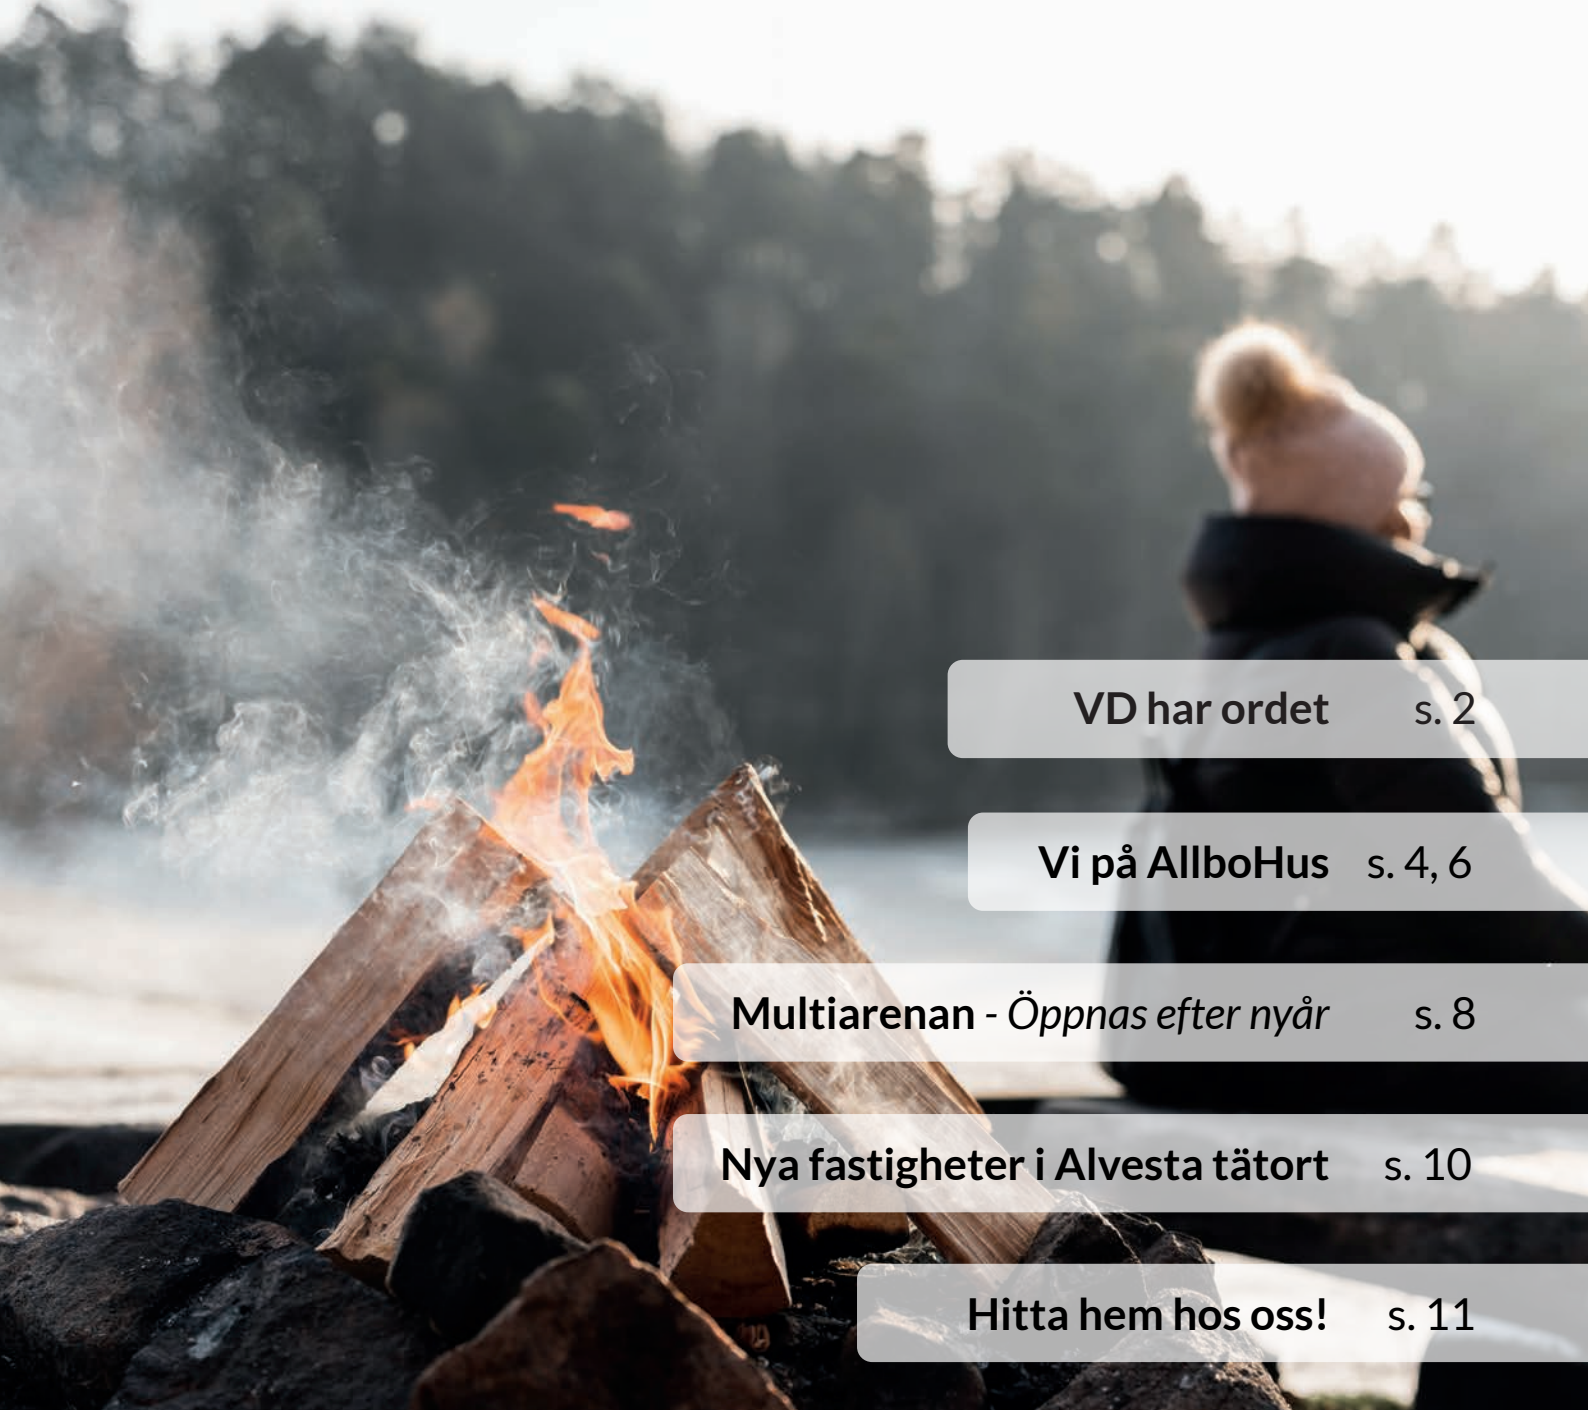 VD har ordet s. 2
Vi på AllboHus s. 4, 6
Multiarenan - Öppnas efter nyår s. 8
Nya fastigheter i Alvesta tätort s. 10
Hitta hem hos oss! s. 11